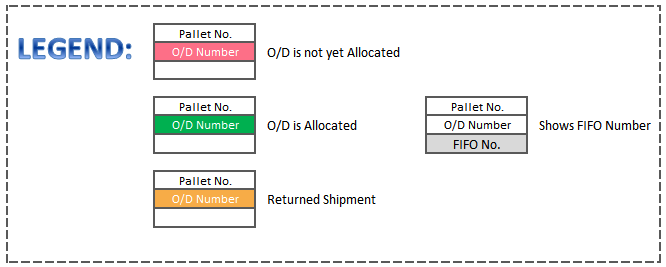 LEGEND:
Pallet No.
O/D Number
O/D is not yet Allocated
Pallet No.
O/D Number
O/D is Allocated
Pallet No.
O/D Number
FIFO No.
Shows FIFO Number
Pallet No.
O/D Number
Returned Shipment